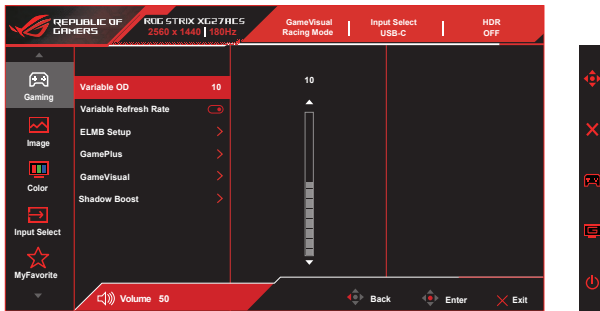 REPUBLIC OF GAMERS
ROG STRIX XG27ACS
2560 x 1440 180Hz
GameVisual
Racing Mode
Input Select
USB-C
HDR
OFF
Gaming
Image
Color
Input Select
MyFavorite
Variable OD 10
Variable Refresh Rate
ELMB Setup
GamePlus
GameVisual
Shadow Boost
10
Volume 50
Back
Enter
Exit